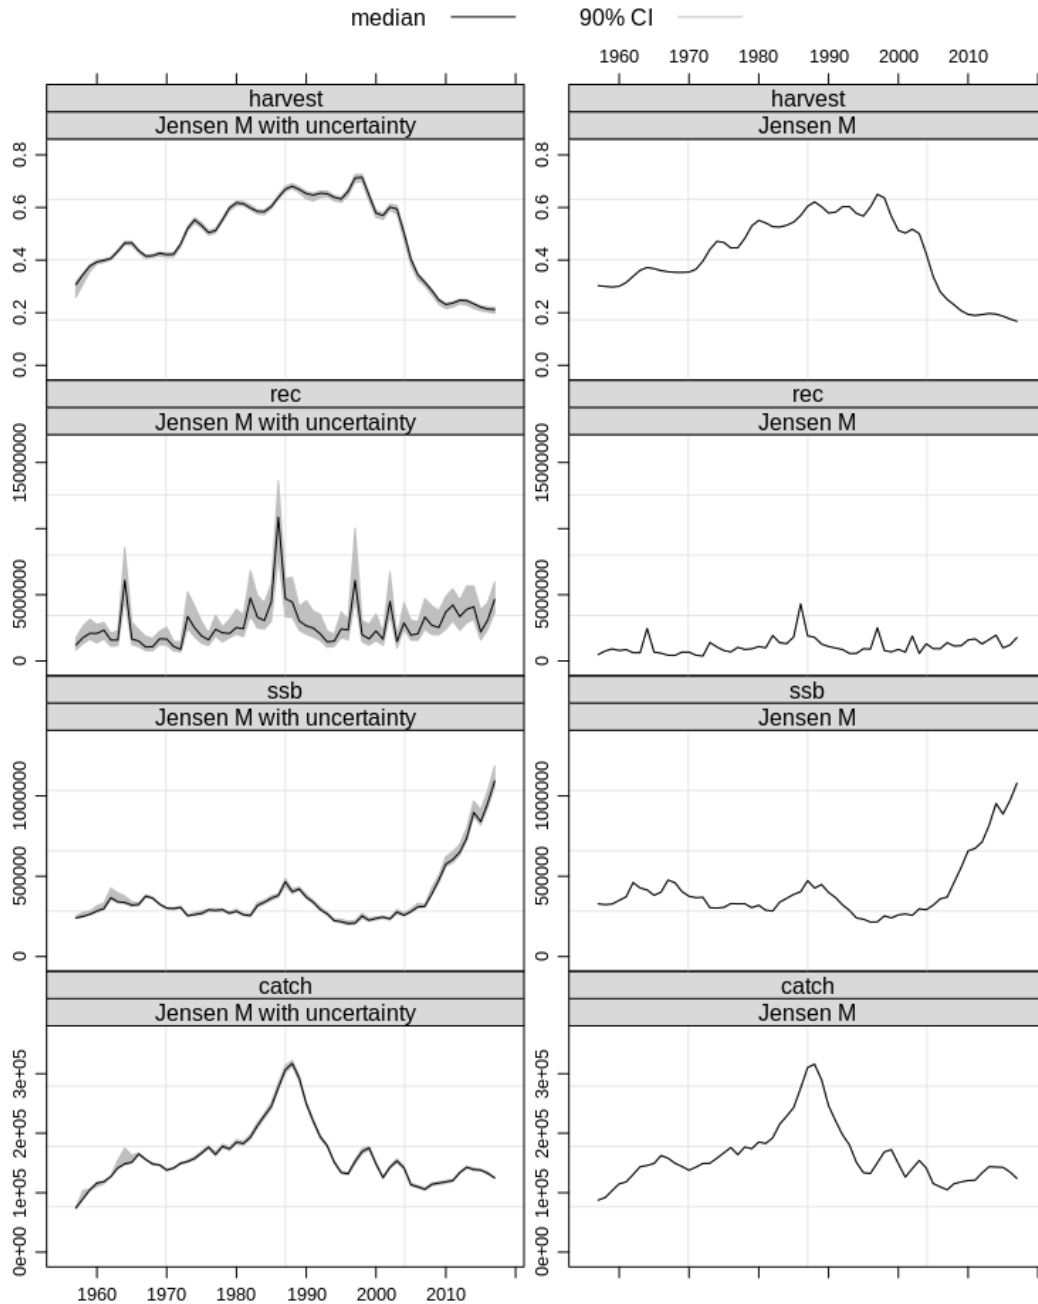 median 90% CI
1960 1970 1980 1990 2000 2010
harvest harvest
Jensen M with uncertainty Jensen M
0.8 0.8
0.6 0.6
0.4 0.4
0.2 0.2
0.0 0.0
rec rec
Jensen M with uncertainty Jensen M
15000000 15000000
5000000 5000000
0 0
ssb ssb
Jensen M with uncertainty Jensen M
1000000 1000000
500000 500000
0 0
catch catch
Jensen M with uncertainty Jensen M
3e+05 3e+05
2e+05 2e+05
1e+05 1e+05
0e+00 0e+00
1960 1970 1980 1990 2000 2010